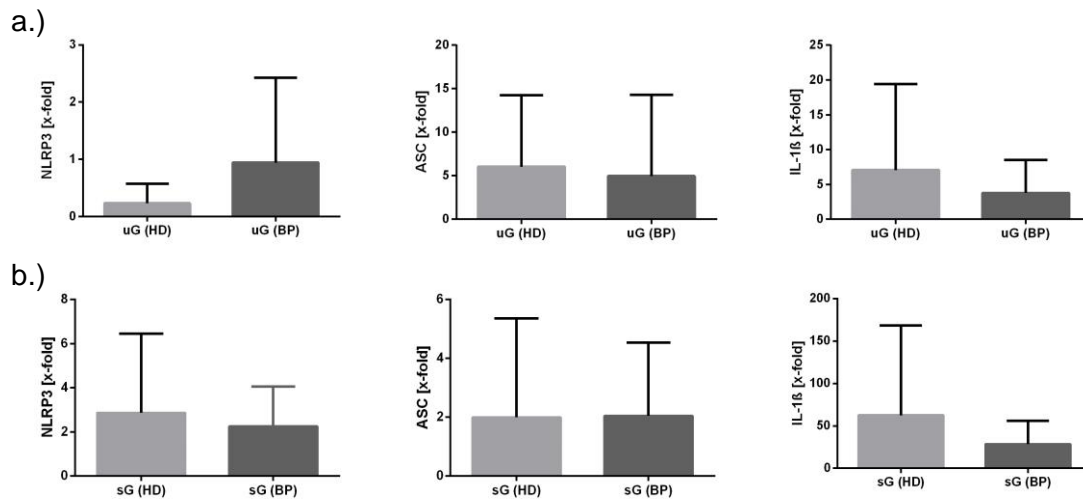 a.)
NLRP3 [x-fold]
3
2
1
0
uG (HD) uG (BP)
ASC [x-fold]
20
15
10
5
0
uG (HD) uG (BP)
IL-1ß [x-fold]
25
20
15
10
5
0
uG (HD) uG (BP)
b.)
NLRP3 [x-fold]
8
6
4
2
0
sG (HD) sG (BP)
ASC [x-fold]
6
4
2
0
sG (HD) sG (BP)
IL-1ß [x-fold]
200
150
100
50
0
sG (HD) sG (BP)